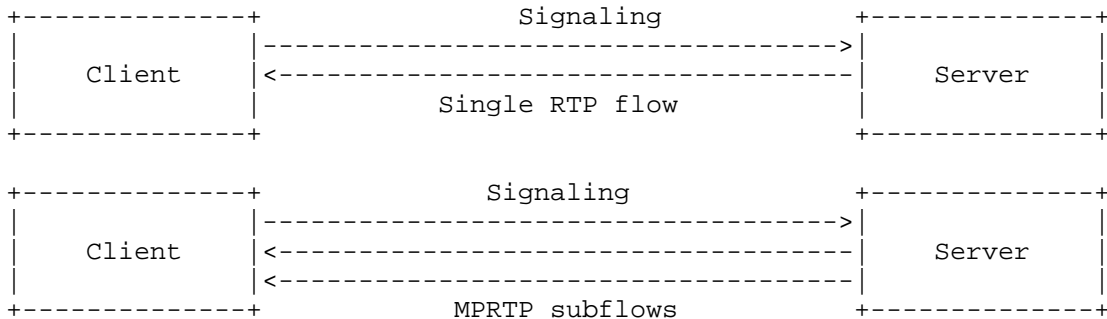 Signaling
Client Server
Single RTP flow
Signaling
Client Server
MPRTP subflows